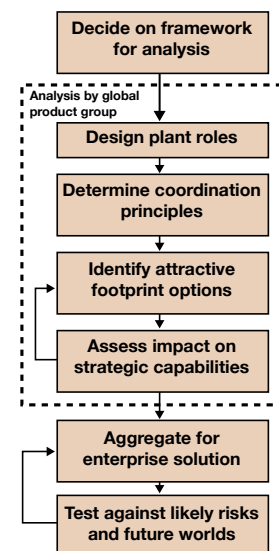 Decide on framework
for analysis
Analysis by global
product group
Design plant roles
Determine coordination
principles
Identify attractive
footprint options
Assess impact on
strategic capabilities
Aggregate for
enterprise solution
Test against likely risks
and future worlds